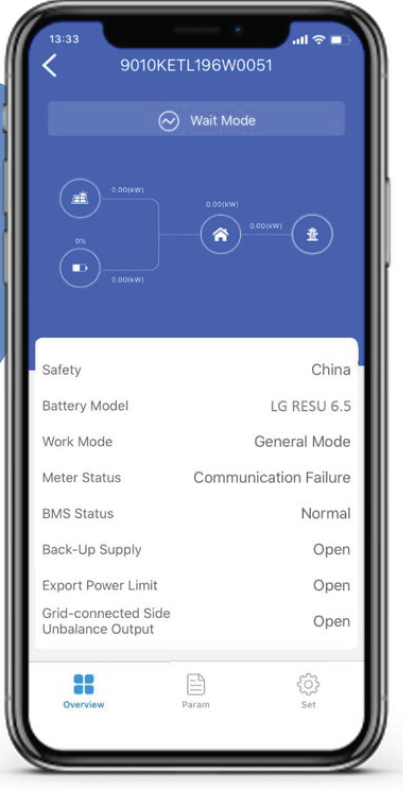 13:33
9010KETL196W0051
Wait Mode
0.00(kW)
0.00(kW)
0.00(kW)
0%
0.00(kW)
Safety China
Battery Model LG RESU 6.5
Work Mode General Mode
Meter Status Communication Failure
BMS Status Normal
Back-Up Supply Open
Export Power Limit Open
Grid-connected Side
Unbalance Output Open
Overview Param Set